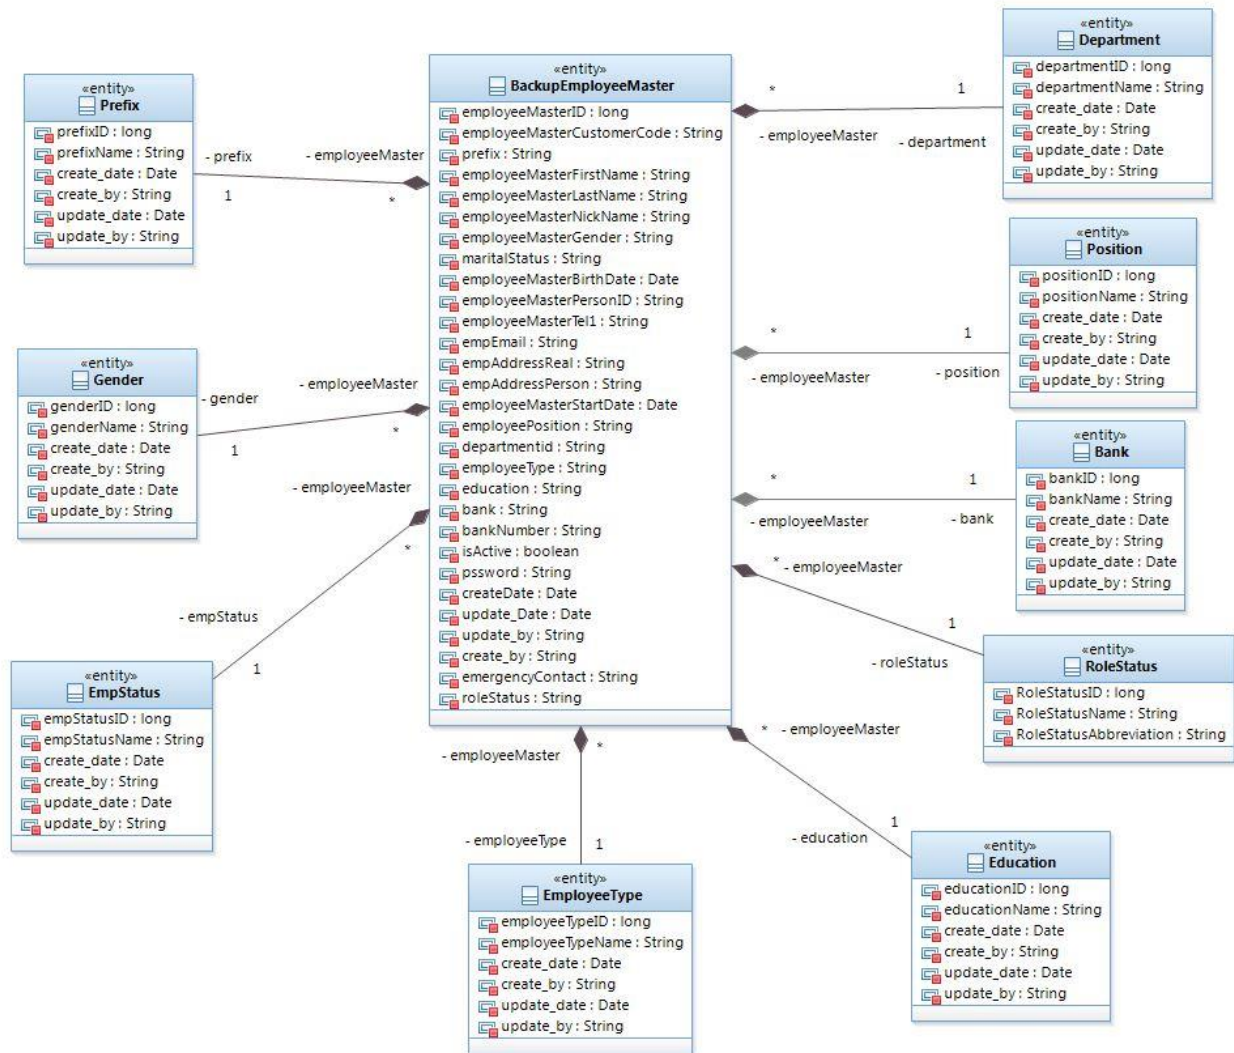 «entity»
Prefix
prefixID : long
prefixName : String
create_date : Date
create_by : String
update_date : Date
update_by : String
- prefix
1
- employeeMaster
*
«entity»
Gender
genderID : long
genderName : String
create_date : Date
create_by : String
update_date : Date
update_by : String
- gender
1
- employeeMaster
*
«entity»
EmpStatus
empStatusID : long
empStatusName : String
create_date : Date
create_by : String
update_date : Date
update_by : String
- empStatus
1
- employeeMaster
*
«entity»
BackupEmployeeMaster
employeeMasterID : long
employeeMasterCustomerCode : String
prefix : String
employeeMasterFirstName : String
employeeMasterLastName : String
employeeMasterNickName : String
employeeMasterGender : String
maritalStatus : String
employeeMasterBirthDate : Date
employeeMasterPersonID : String
employeeMasterTel1 : String
empEmail : String
empAddressReal : String
empAddressPerson : String
employeeMasterStartDate : Date
employeePosition : String
departmentid : String
employeeType : String
education : String
bank : String
bankNumber : String
isActive : boolean
pssword : String
createDate : Date
update_Date : Date
update_by : String
create_by : String
emergencyContact : String
roleStatus : String
- employeeMaster
*
- employeeType
1
«entity»
EmployeeType
employeeTypeID : long
employeeTypeName : String
create_date : Date
create_by : String
update_date : Date
update_by : String
*
- employeeMaster
1
- department
«entity»
Department
departmentID : long
departmentName : String
create_date : Date
create_by : String
update_date : Date
update_by : String
*
- employeeMaster
1
- position
«entity»
Position
positionID : long
positionName : String
create_date : Date
create_by : String
update_date : Date
update_by : String
*
- employeeMaster
1
- bank
«entity»
Bank
bankID : long
bankName : String
create_date : Date
create_by : String
update_date : Date
update_by : String
*
- employeeMaster
1
- roleStatus
«entity»
RoleStatus
RoleStatusID : long
RoleStatusName : String
RoleStatusAbbreviation : String
*
- employeeMaster
1
- education
«entity»
Education
educationID : long
educationName : String
create_date : Date
create_by : String
update_date : Date
update_by : String